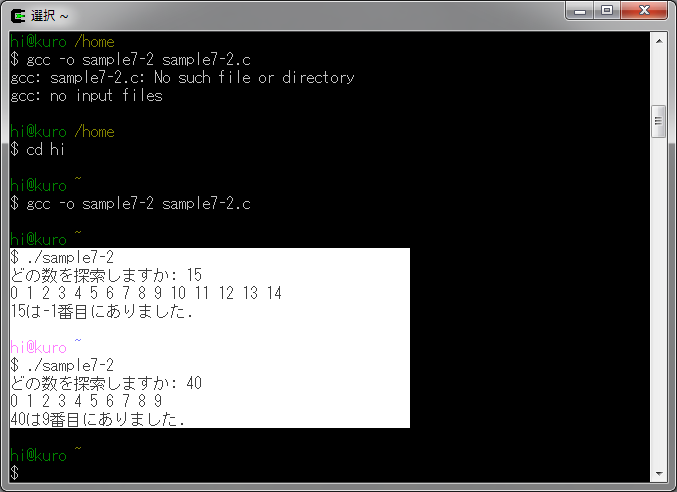 選択 ~
hi@kuro /home
$ gcc -o sample7-2 sample7-2.c
gcc: sample7-2.c: No such file or directory
gcc: no input files
hi@kuro /home
$ cd hi
hi@kuro ~
$ gcc -o sample7-2 sample7-2.c
hi@kuro ~
$ ./sample7-2
どの数を探索しますか: 15
0 1 2 3 4 5 6 7 8 9 10 11 12 13 14
15は-1番目にありました.
hi@kuro ~
$ ./sample7-2
どの数を探索しますか: 40
0 1 2 3 4 5 6 7 8 9
40は9番目にありました.
hi@kuro ~
$